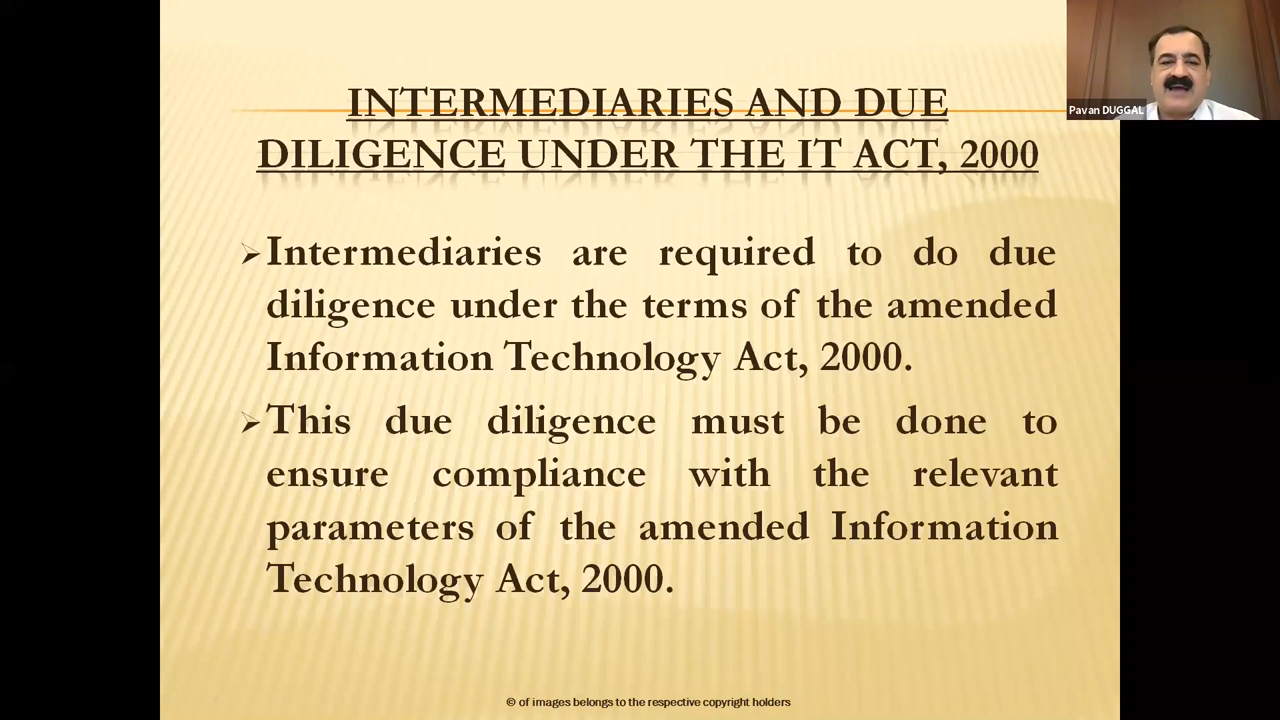 INTERMEDIARIES AND DUE
DILIGENCE UNDER THE IT ACT, 2000
Pavan DUGGAL
➢Intermediaries are required to do due
diligence under the terms of the amended
Information Technology Act, 2000.
➢This due diligence must be done to
ensure compliance with the relevant
parameters of the amended Information
Technology Act, 2000.
© of images belongs to the respective copyright holders